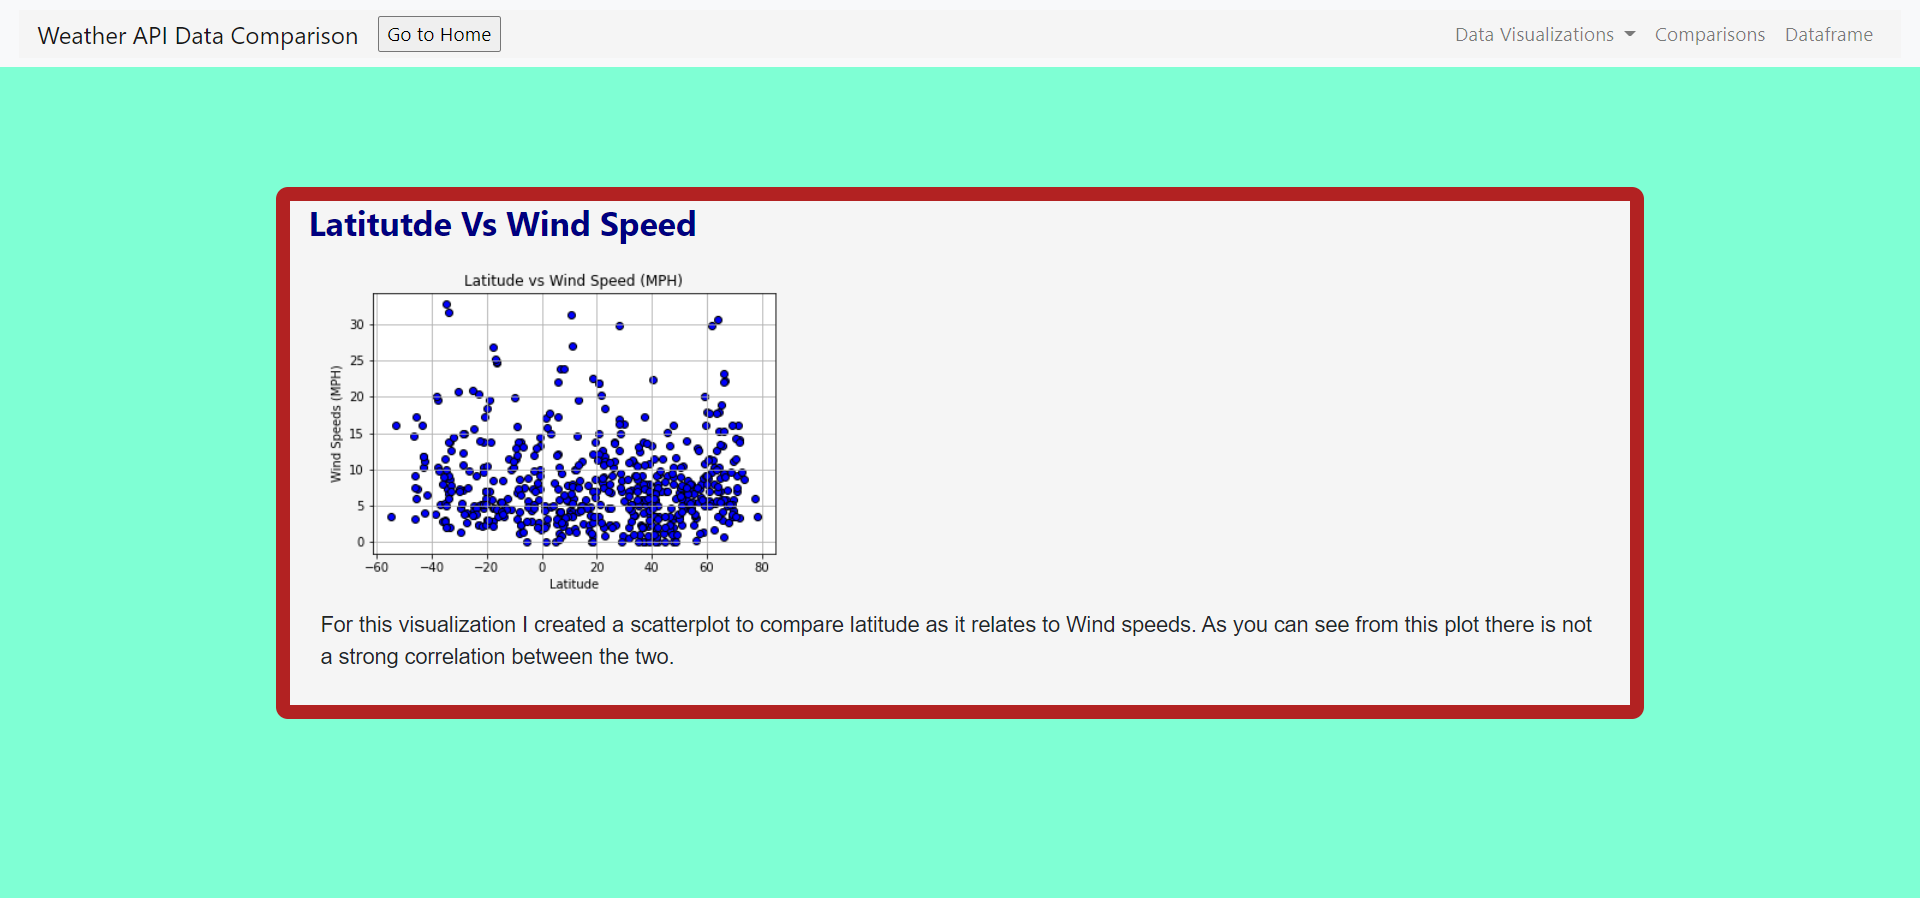 Weather API Data Comparison Go to Home Data Visualizations Comparisons Dataframe
Latitutde Vs Wind Speed
Latitude vs Wind Speed (MPH)
Wind Speeds (MPH)
30
25
20
15
10
5
0
−60 −40 −20 0 20 40 60 80
Latitude
For this visualization I created a scatterplot to compare latitude as it relates to Wind speeds. As you can see from this plot there is not
a strong correlation between the two.